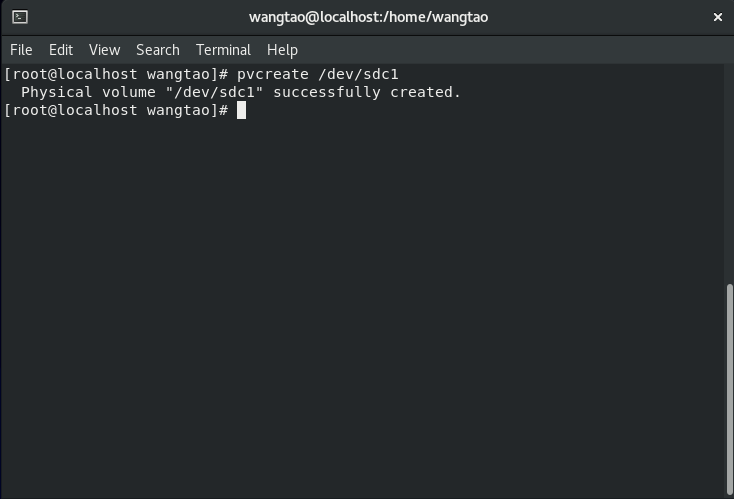 wangtao@localhost:/home/wangtao
File Edit View Search Terminal Help
[root@localhost wangtao]# pvcreate /dev/sdc1
  Physical volume "/dev/sdc1" successfully created.
[root@localhost wangtao]#